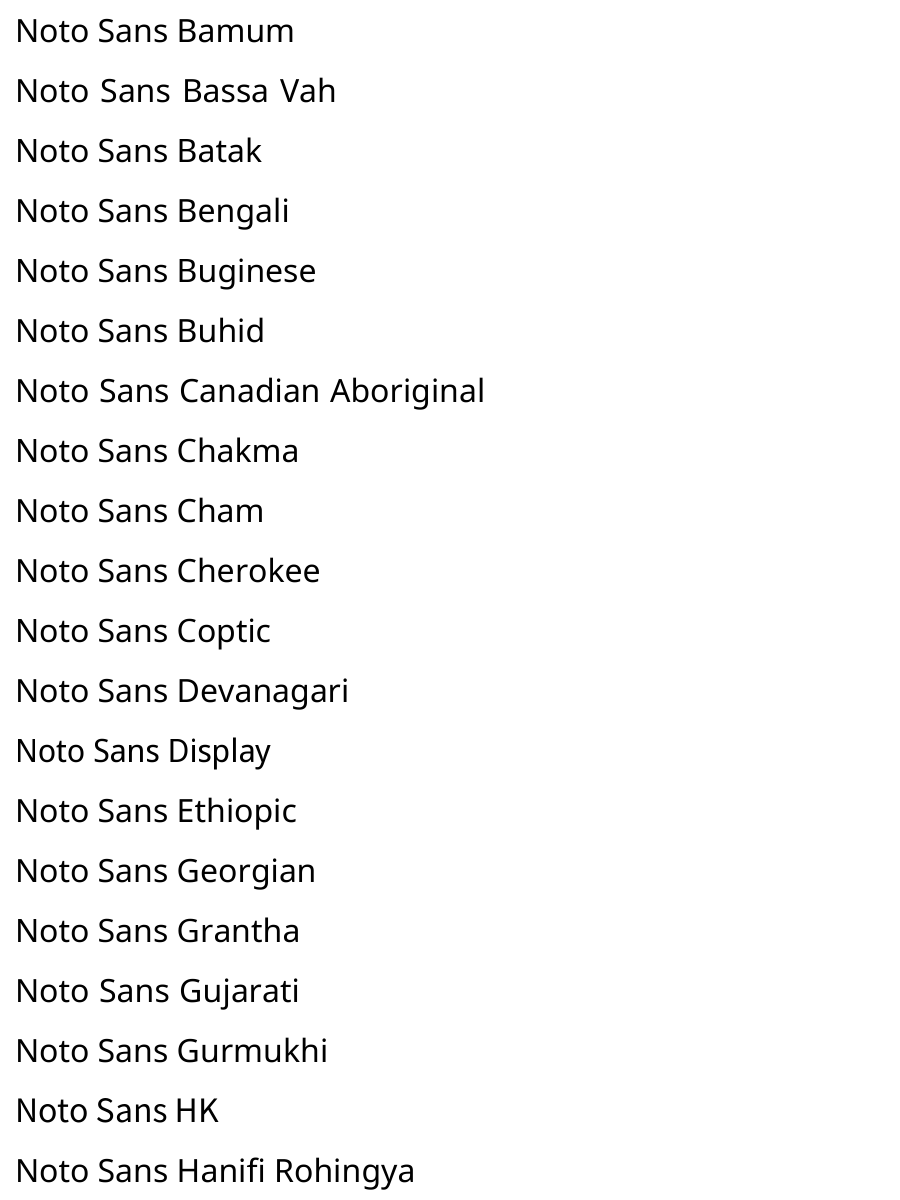 Noto Sans Bamum
Noto Sans Bassa Vah
Noto Sans Batak
Noto Sans Bengali
Noto Sans Buginese
Noto Sans Buhid
Noto Sans Canadian Aboriginal
Noto Sans Chakma
Noto Sans Cham
Noto Sans Cherokee
Noto Sans Coptic
Noto Sans Devanagari
Noto Sans Display
Noto Sans Ethiopic
Noto Sans Georgian
Noto Sans Grantha
Noto Sans Gujarati
Noto Sans Gurmukhi
Noto Sans HK
Noto Sans Hanifi Rohingya